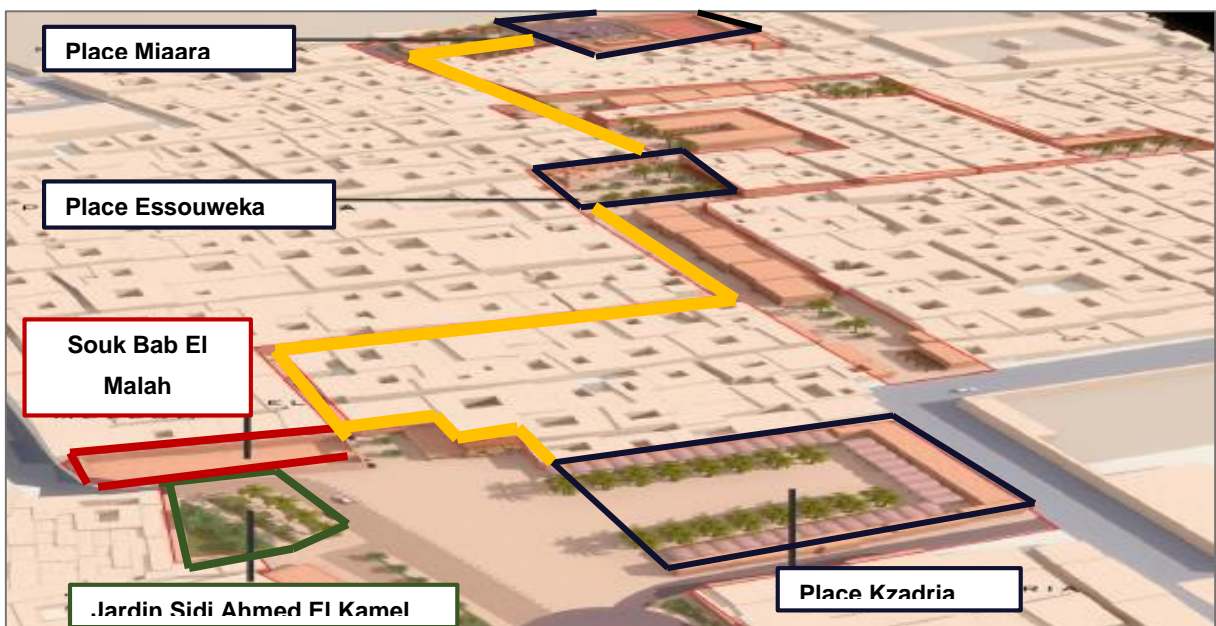 Place Miaara
Place Essouweka
Souk Bab El
Malah
Jardin Sidi Ahmed El Kamel
Place Kzadria